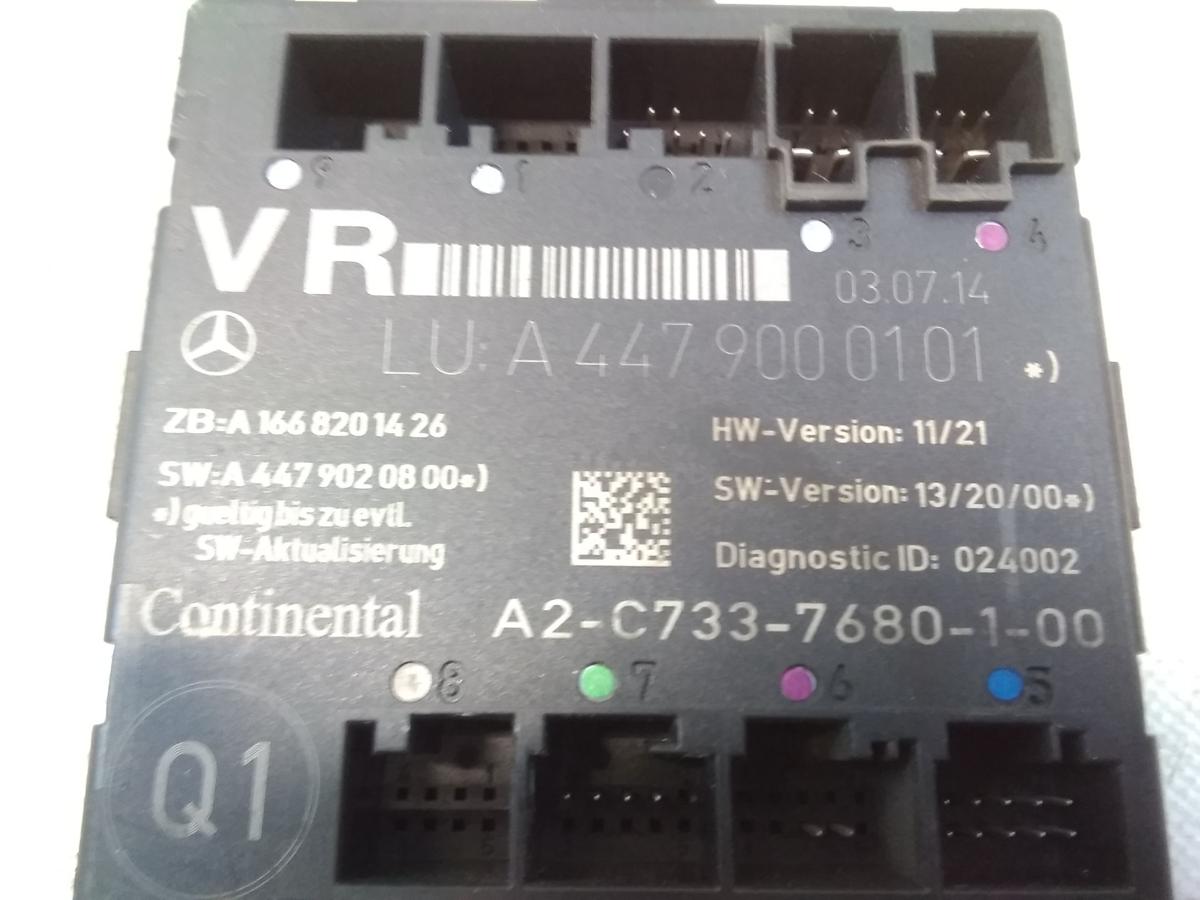 9 1 2
3 4
VR
03.07.14
LU: A 447 900 01 01 *)
ZB:A 166 820 14 26
HW-Version: 11/21
SW:A 447 902 08 00*)
SW-Version: 13/20/00*)
*) gueltig bis zu evtl.
SW-Aktualisierung
Diagnostic ID: 024002
Continental A2-C733-7680-1-00
8 7 6 5
Q1